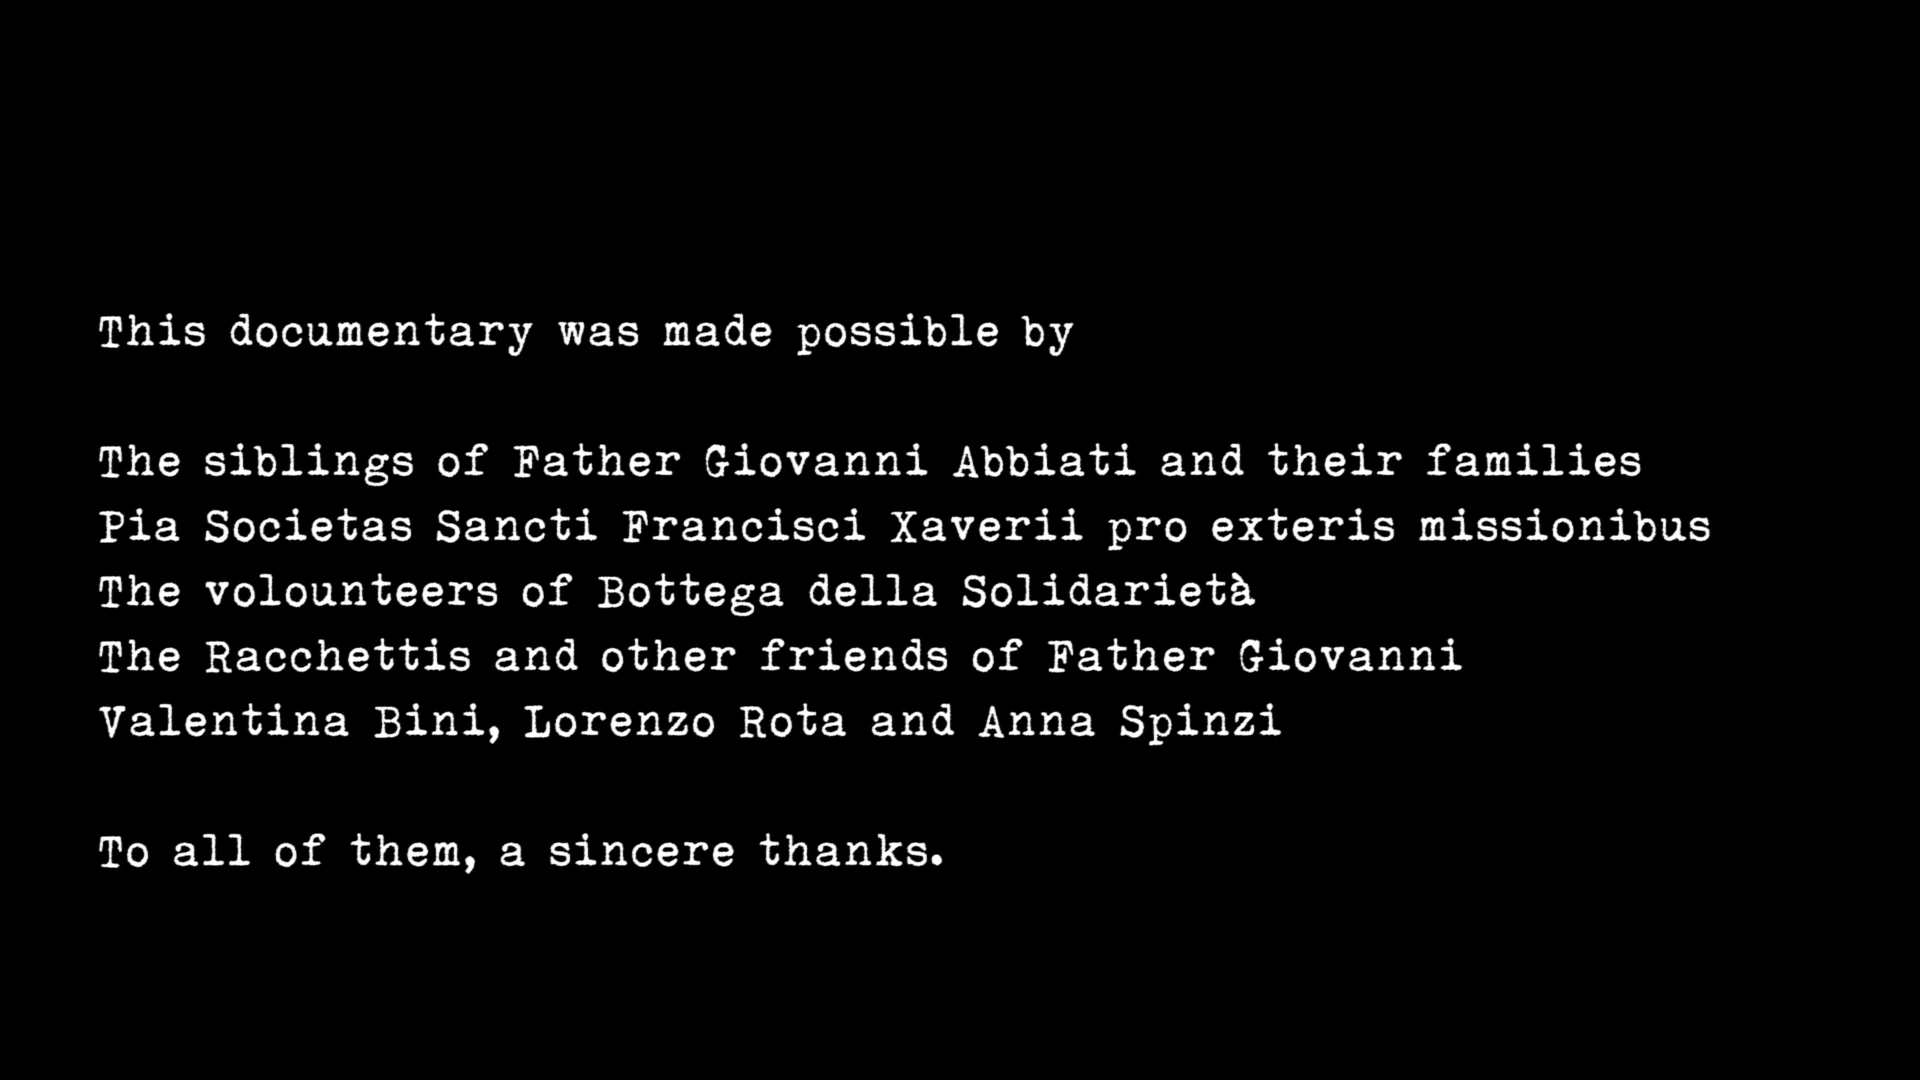 This documentary was made possible by
The siblings of Father Giovanni Abbiati and their families
Pia Societas Sancti Francisci Xaverii pro exteris missionibus
The volounteers of Bottega della Solidarietà
The Racchettis and other friends of Father Giovanni
Valentina Bini, Lorenzo Rota and Anna Spinzi
To all of them, a sincere thanks.